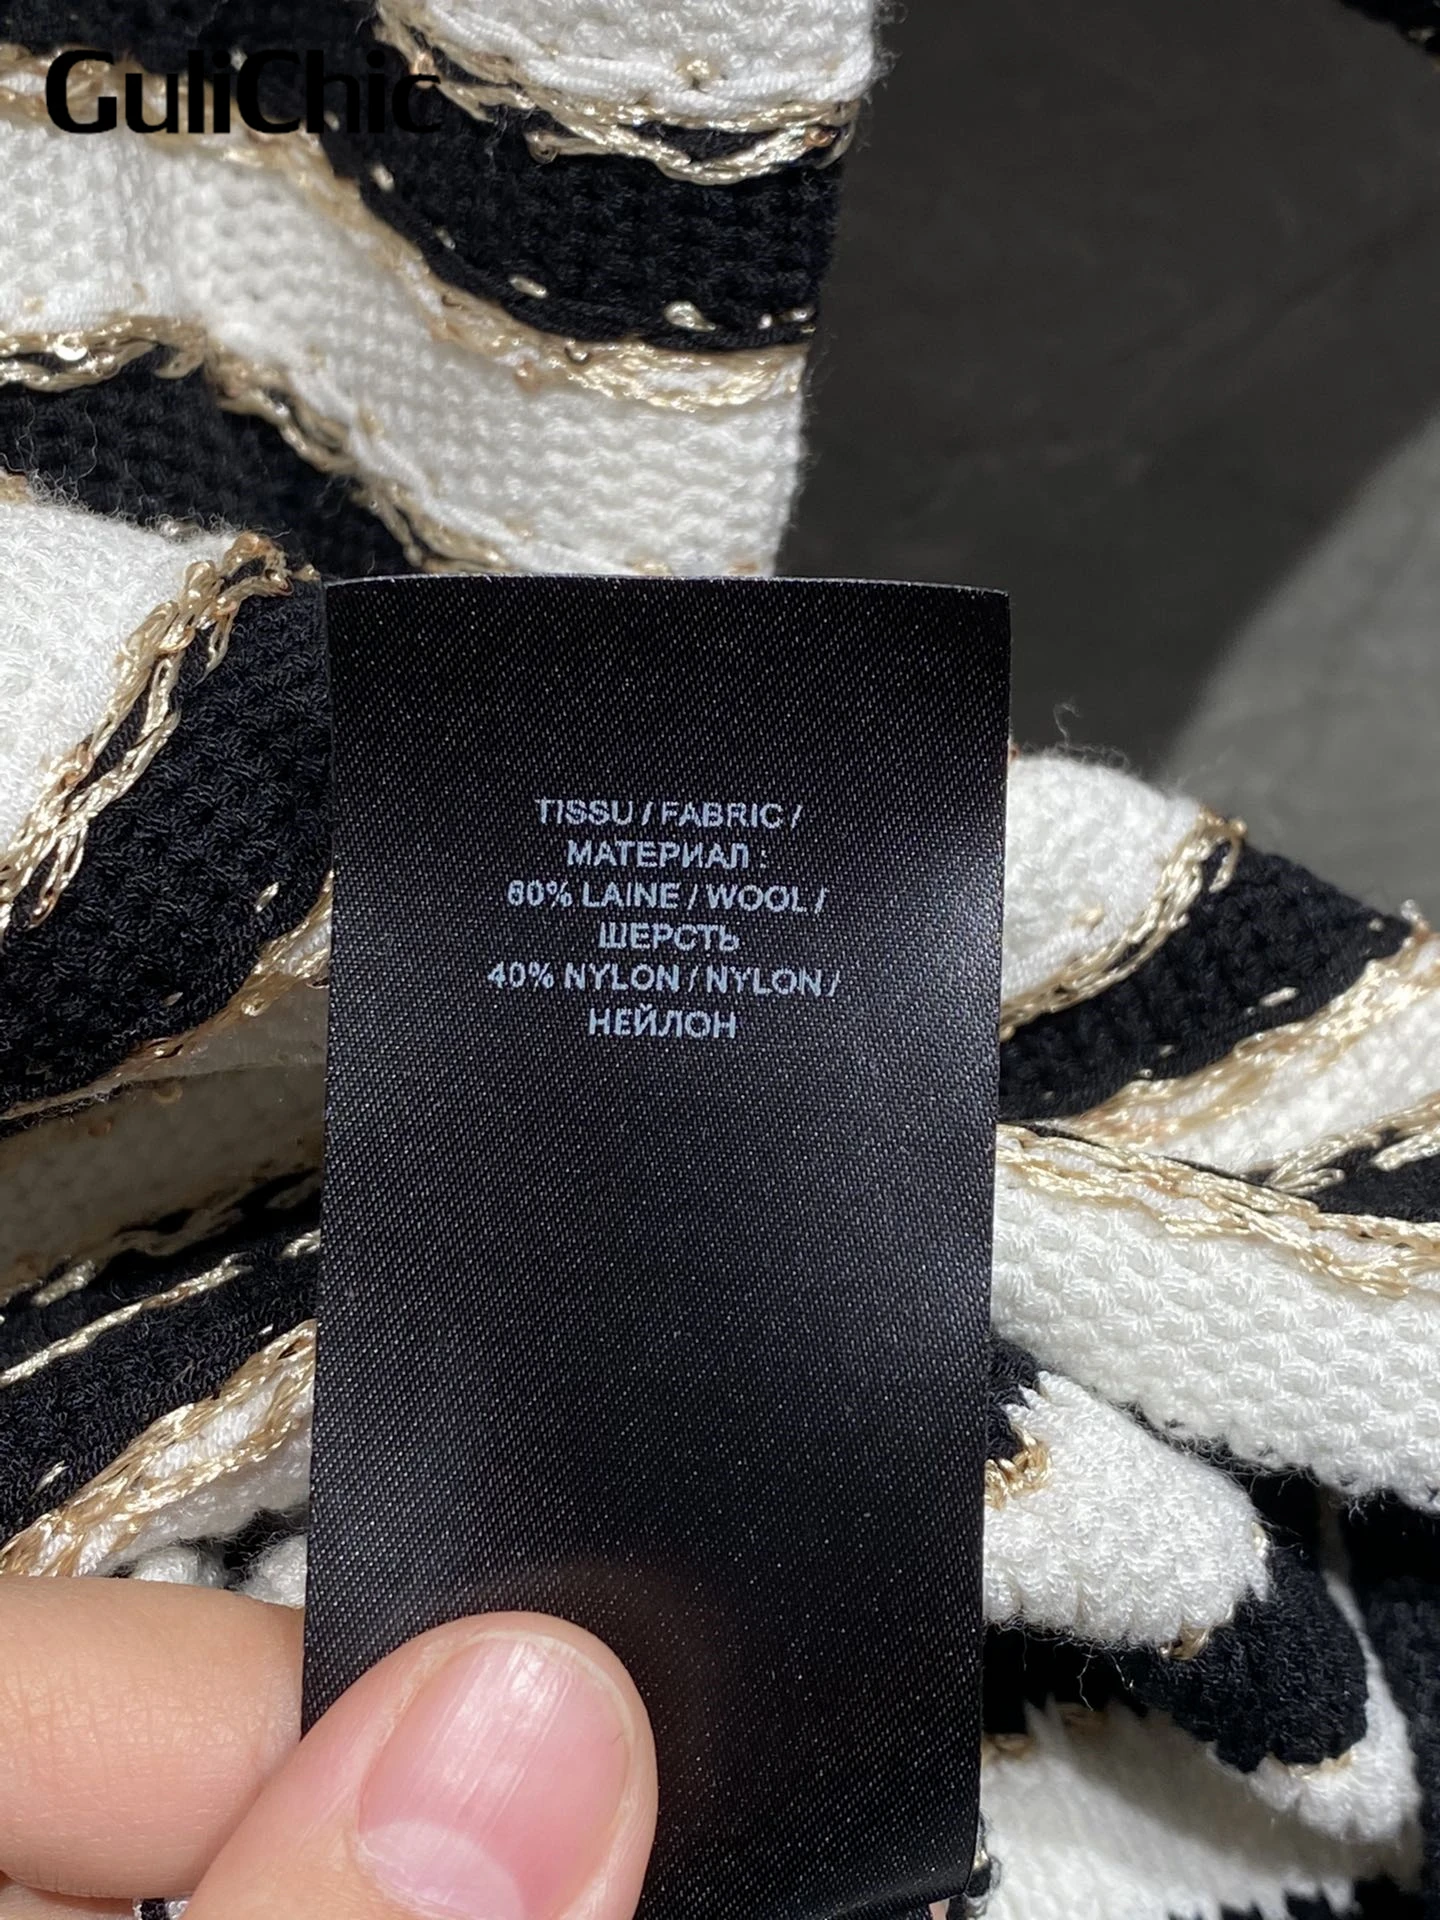 GuliChic
TISSU / FABRIC /
МАТЕРИАЛ :
60% LAINE / WOOL /
ШЕРСТЬ
40% NYLON / NYLON /
НЕЙЛОН